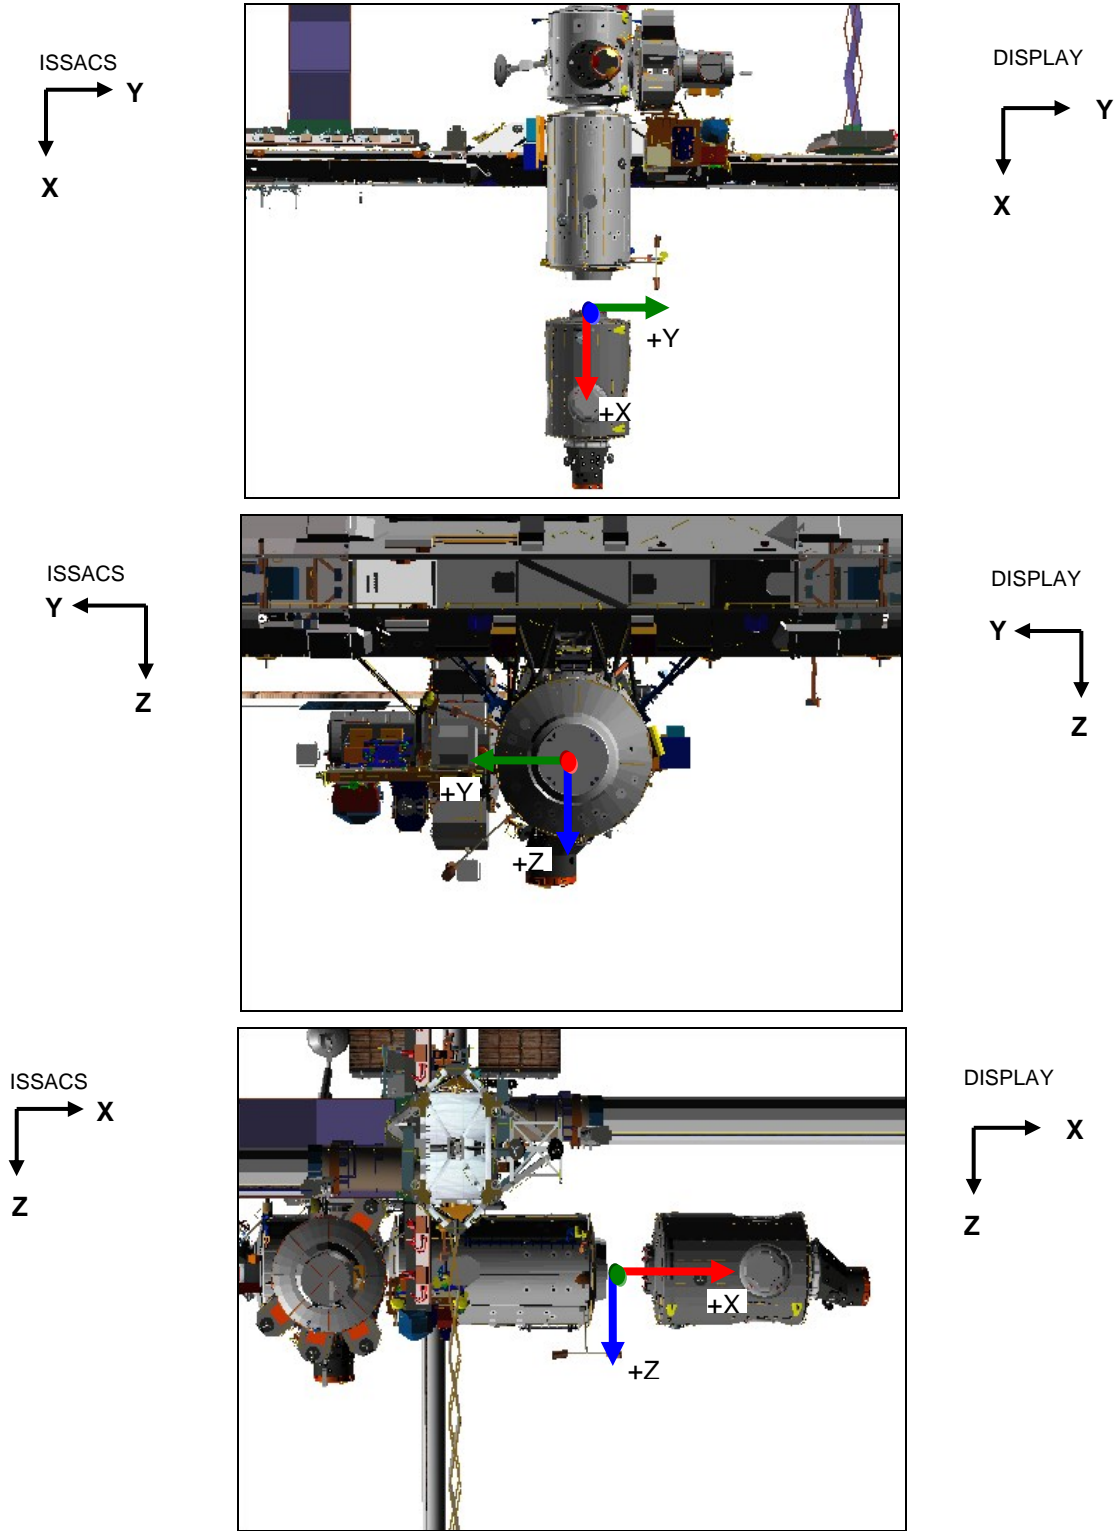 ISSACS
Y
X
DISPLAY
Y
X
+Y
+X
ISSACS
Y
Z
DISPLAY
Y
Z
+Y
+Z
ISSACS
X
Z
DISPLAY
X
Z
+X
+Z